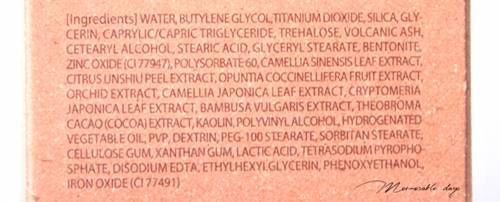 [Ingredients] WATER, BUTYLENE GLYCOL, TITANIUM DIOXIDE, SILICA, GLY-
CERIN, CAPRYLIC/CAPRIC TRIGLYCERIDE, TREHALOSE, VOLCANIC ASH,
CETEARYL ALCOHOL, STEARIC ACID, GLYCERYL STEARATE, BENTONITE,
ZINC OXIDE (CI 77947), POLYSORBATE 60, CAMELLIA SINENSIS LEAF EXTRACT,
CITRUS UNSHIU PEEL EXTRACT, OPUNTIA COCCINELLIFERA FRUIT EXTRACT,
ORCHID EXTRACT, CAMELLIA JAPONICA LEAF EXTRACT, CRYPTOMERIA
JAPONICA LEAF EXTRACT, BAMBUSA VULGARIS EXTRACT, THEOBROMA
CACAO (COCOA) EXTRACT, KAOLIN, POLYVINYL ALCOHOL, HYDROGENATED
VEGETABLE OIL, PVP, DEXTRIN, PEG-100 STEARATE, SORBITAN STEARATE,
CELLULOSE GUM, XANTHAN GUM, LACTIC ACID, TETRASODIUM PYROPHO-
SPHATE, DISODIUM EDTA, ETHYLHEXYLGLYCERIN, PHENOXYETHANOL,
IRON OXIDE (CI 77491)
Memorable days